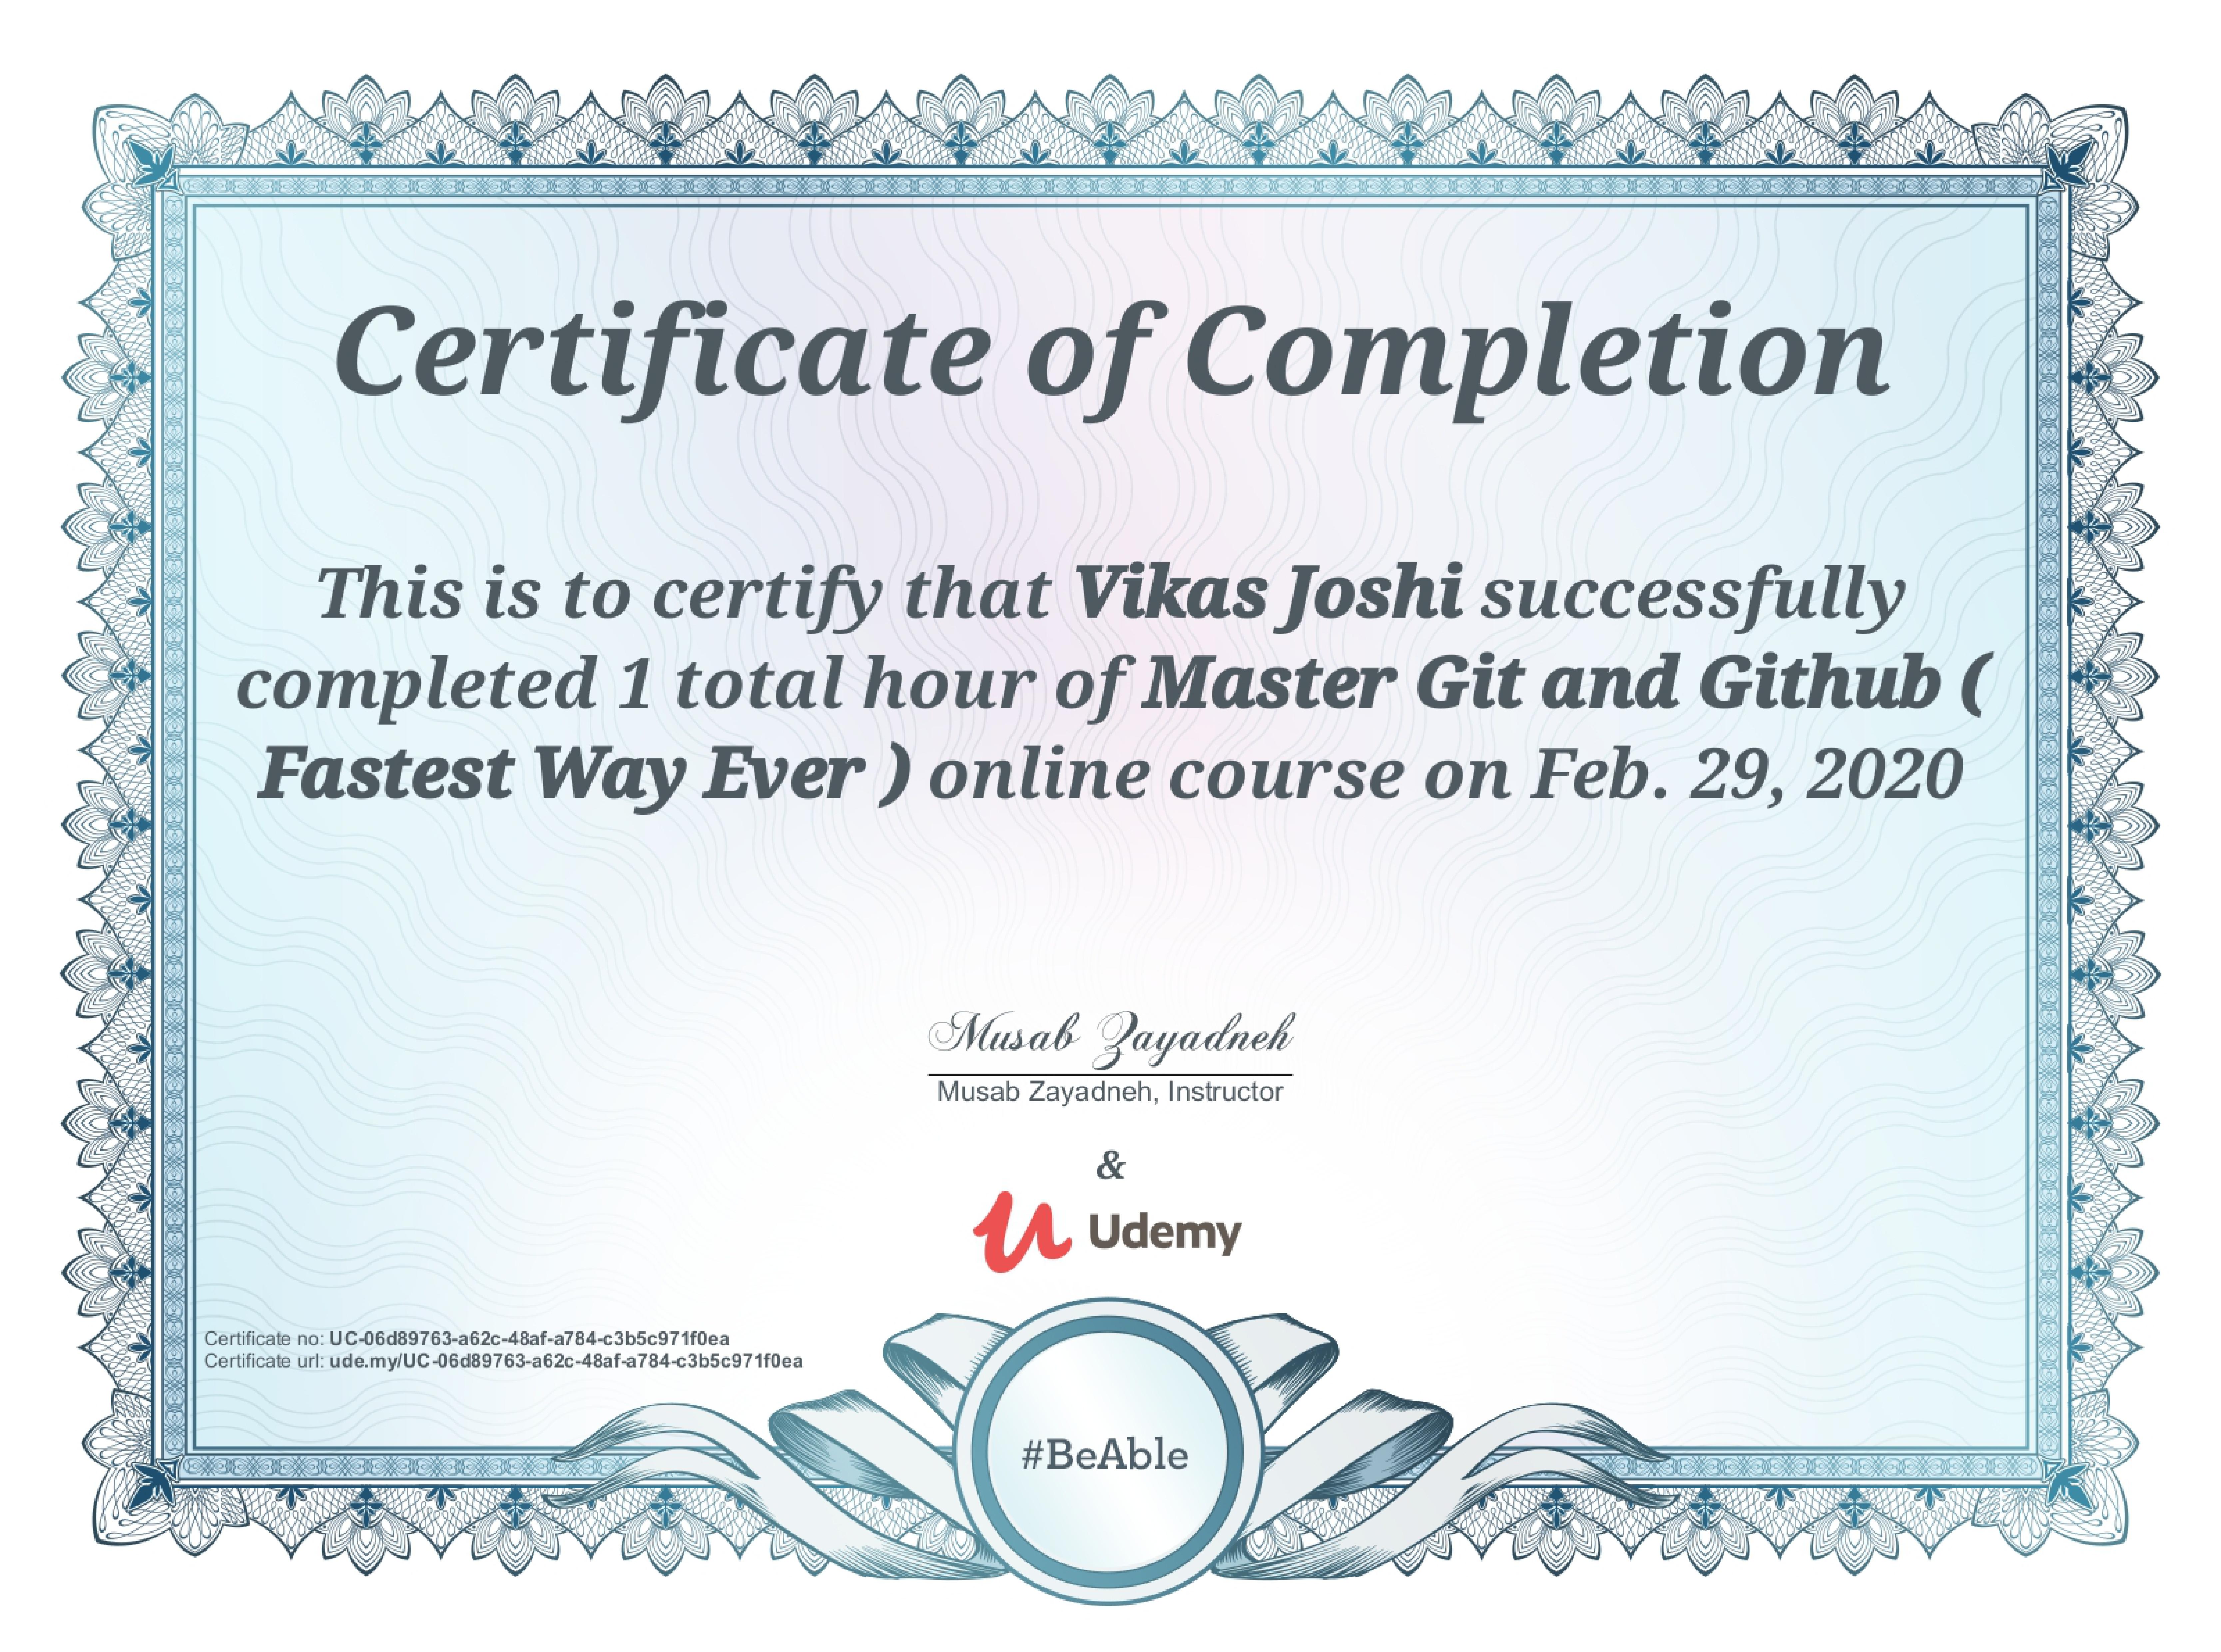 Certificate of Completion
This is to certify that Vikas Joshi successfully
completed 1 total hour of Master Git and Github (
Fastest Way Ever ) online course on Feb. 29, 2020
Musab Zayadneh
Musab Zayadneh, Instructor
&
Udemy
Certificate no: UC-06d89763-a62c-48af-a784-c3b5c971f0ea
Certificate url: ude.my/UC-06d89763-a62c-48af-a784-c3b5c971f0ea
#BeAble